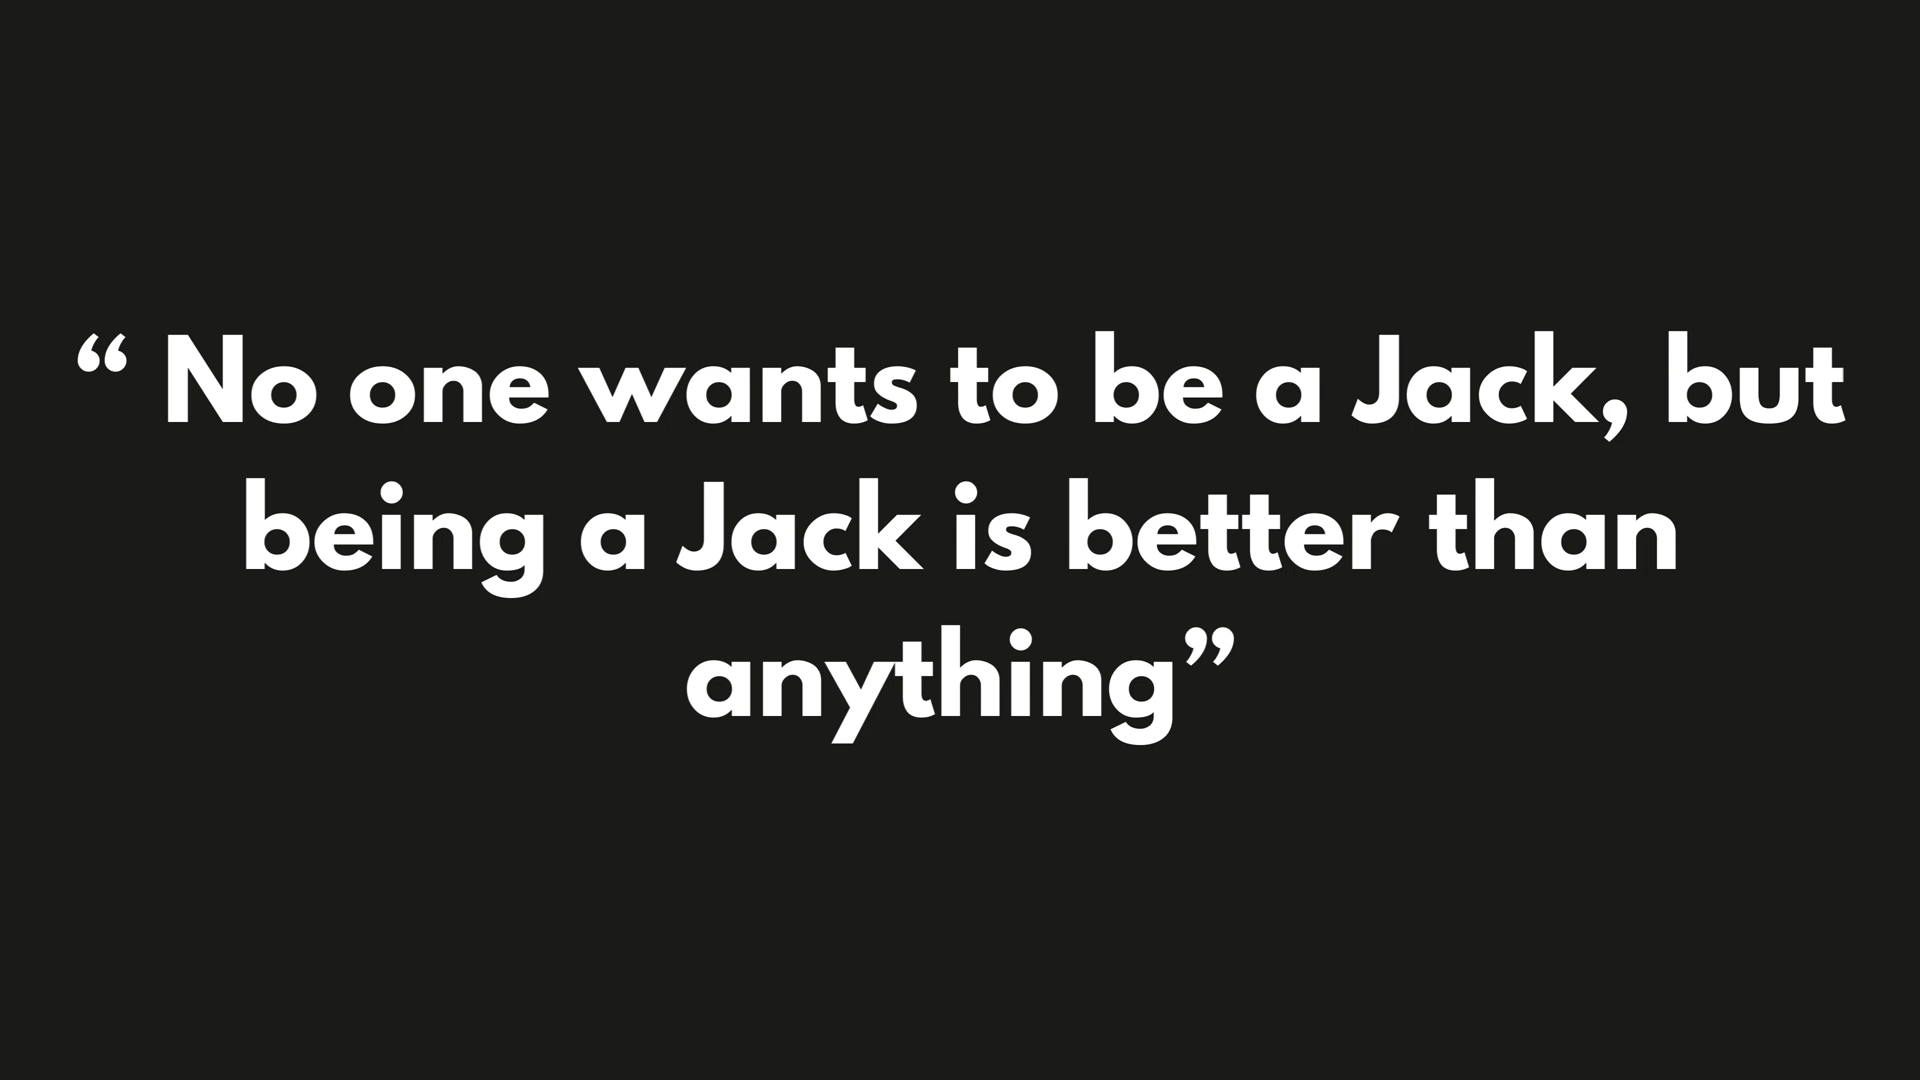 “ No one wants to be a Jack, but
being a Jack is better than
anything”